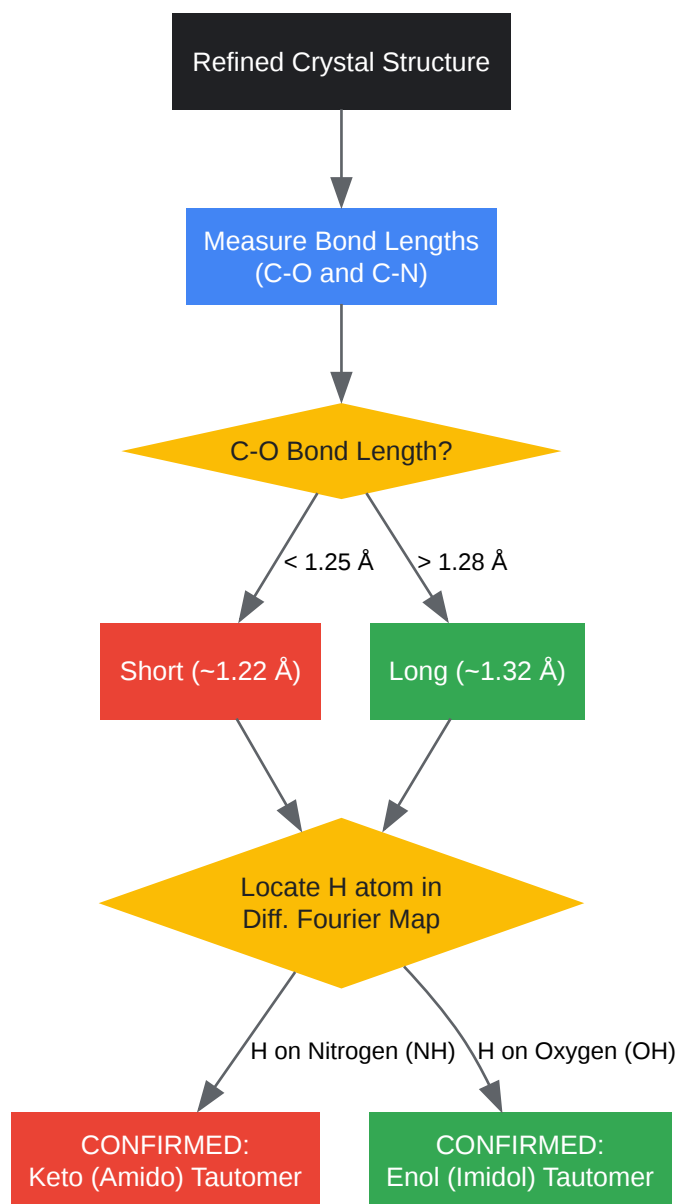 Refined Crystal Structure
Measure Bond Lengths
(C-O and C-N)
C-O Bond Length?
< 1.25 Å
> 1.28 Å
Short (~1.22 Å)
Long (~1.32 Å)
Locate H atom in
Diff. Fourier Map
H on Nitrogen (NH)
H on Oxygen (OH)
CONFIRMED:
Keto (Amido) Tautomer
CONFIRMED:
Enol (Imidol) Tautomer